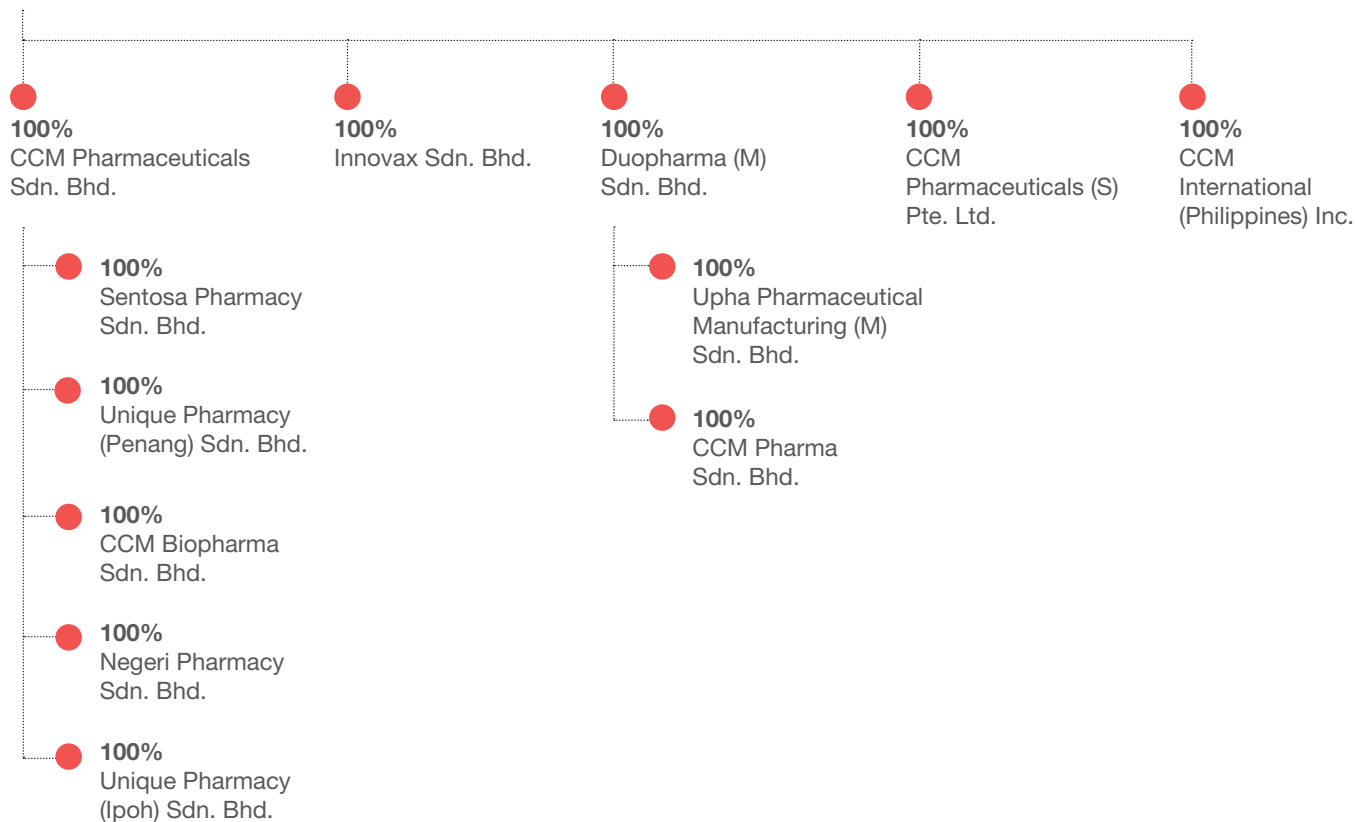 100%
CCM Pharmaceuticals
Sdn. Bhd.
100%
Innovax Sdn. Bhd.
100%
Duopharma (M)
Sdn. Bhd.
100%
CCM
Pharmaceuticals (S)
Pte. Ltd.
100%
CCM
International
(Philippines) Inc.
100%
Sentosa Pharmacy
Sdn. Bhd.
100%
Unique Pharmacy
(Penang) Sdn. Bhd.
100%
CCM Biopharma
Sdn. Bhd.
100%
Negeri Pharmacy
Sdn. Bhd.
100%
Unique Pharmacy
(Ipoh) Sdn. Bhd.
100%
Upha Pharmaceutical
Manufacturing (M)
Sdn. Bhd.
100%
CCM Pharma
Sdn. Bhd.